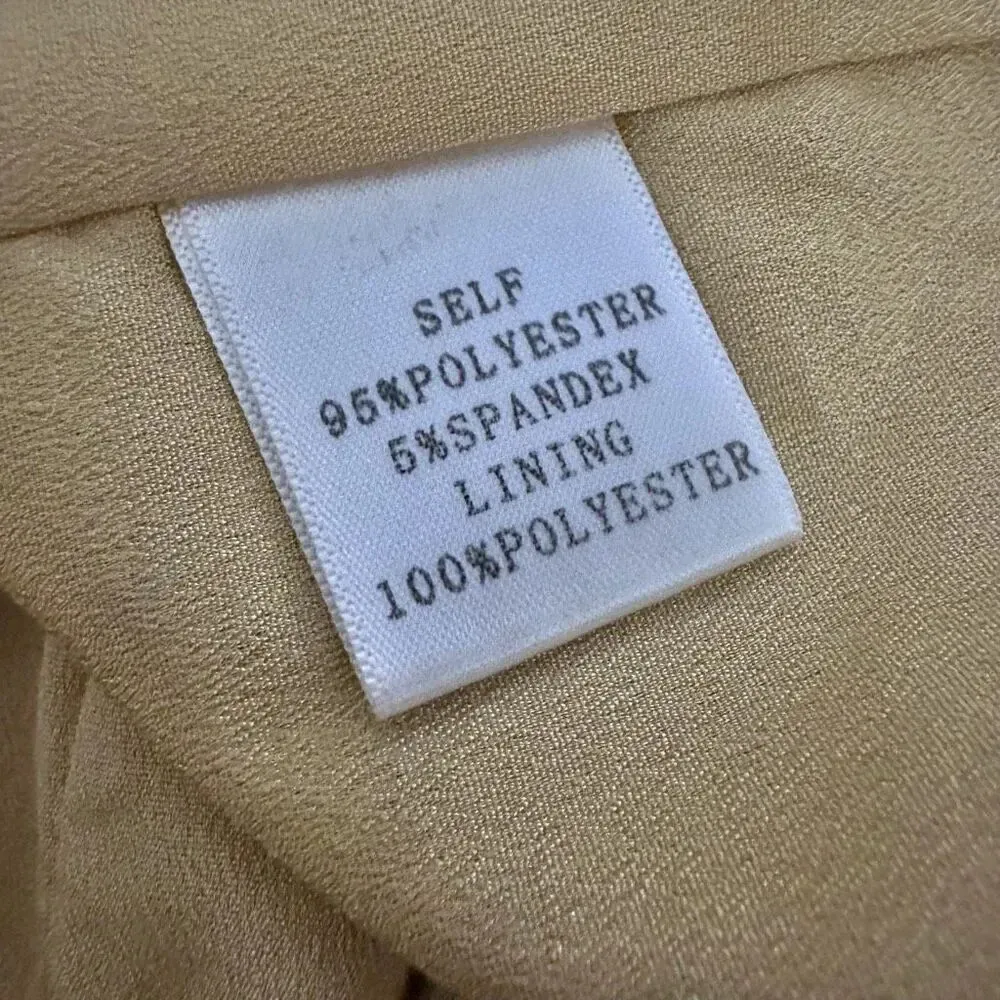 SELF
95%POLYESTER
5%SPANDEX
LINING
100%POLYESTER